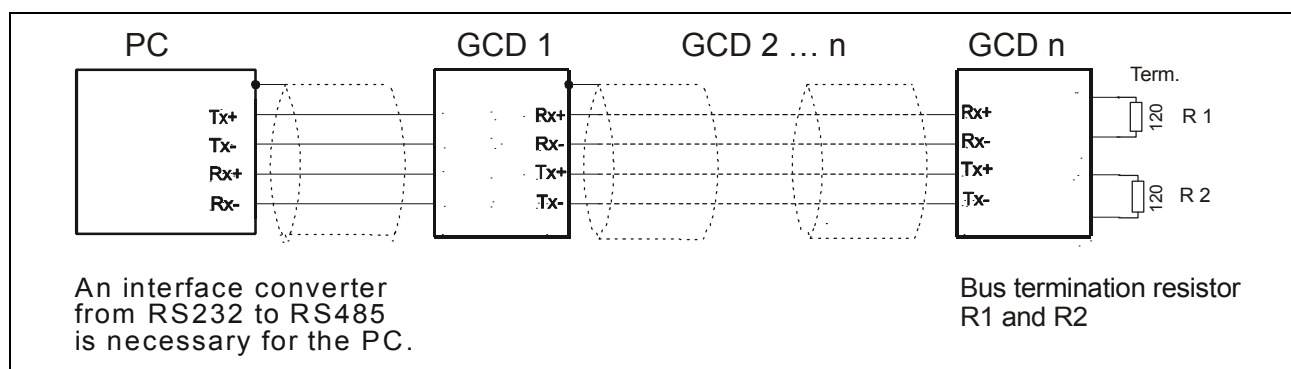 PC
GCD 1
GCD 2 ... n
GCD n
Term.
Tx+
Tx-
Rx+
Rx-
Rx+
Rx-
Tx+
Tx-
Rx+
Rx-
Tx+
Tx-
120
R 1
120
R 2
An interface converter
from RS232 to RS485
is necessary for the PC.
Bus termination resistor
R1 and R2